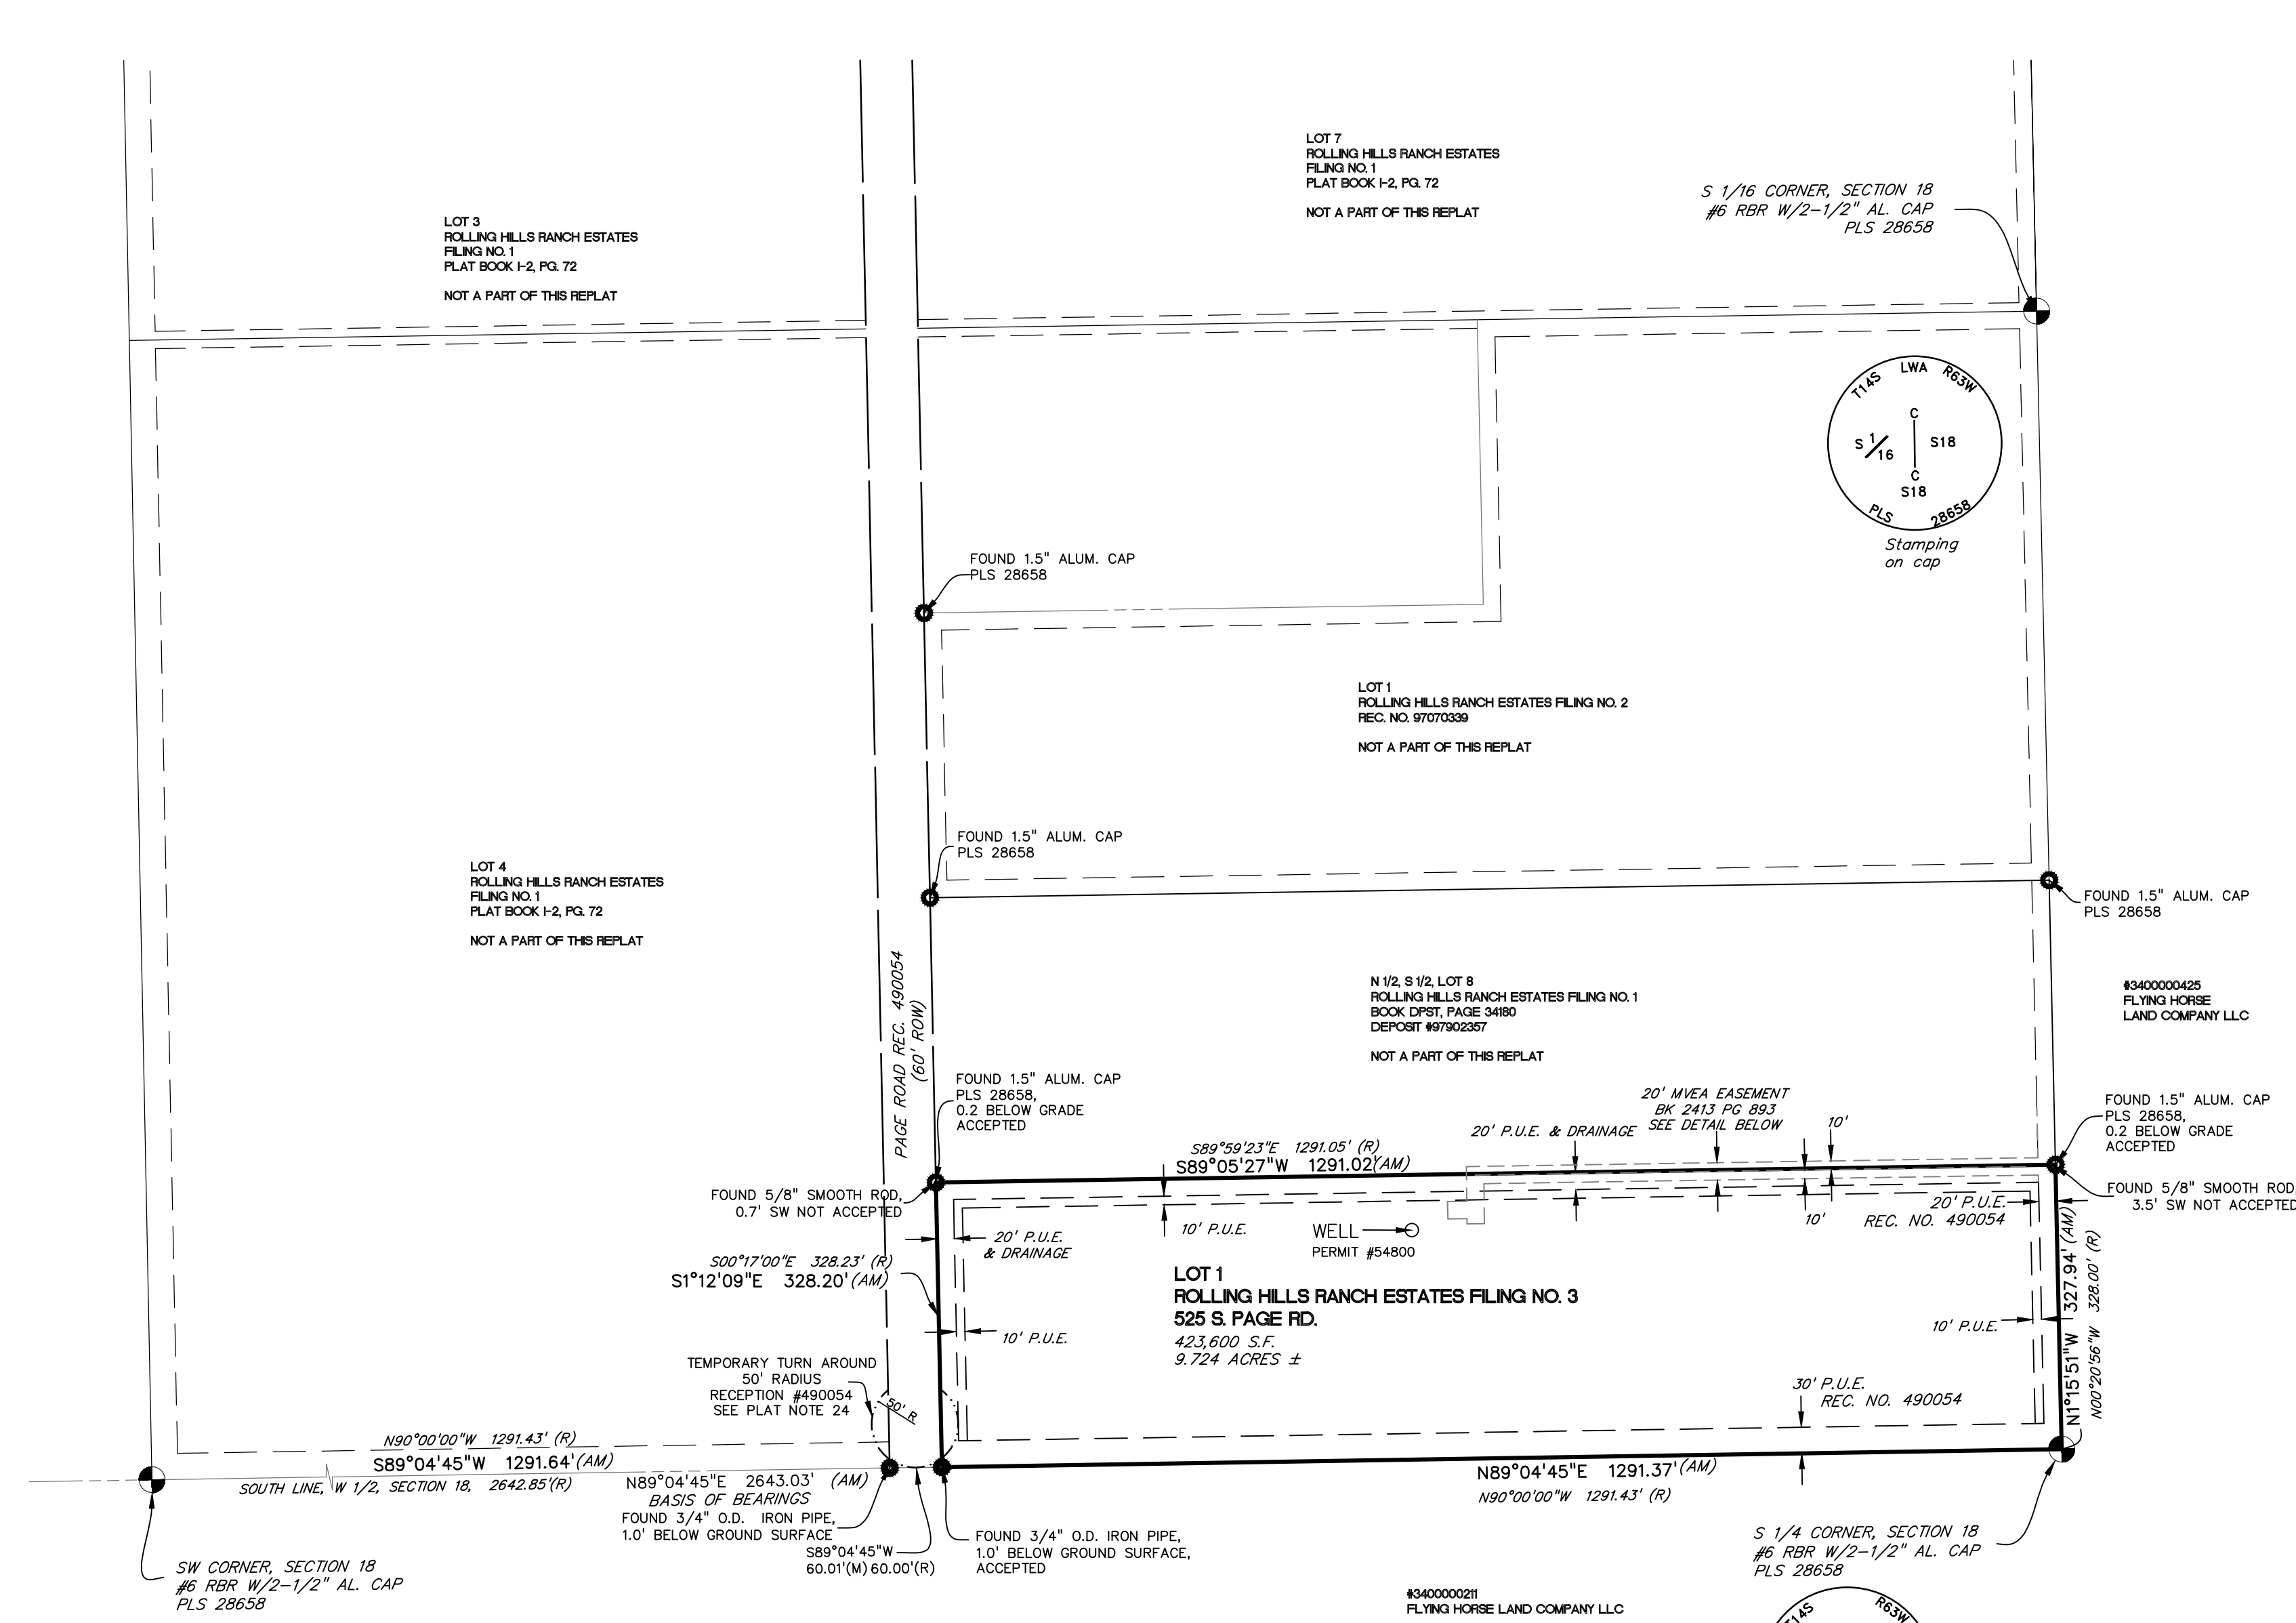 LOT 7
ROLLING HILLS RANCH ESTATES
FILING NO. 1
PLAT BOOK I-2, PG. 72
NOT A PART OF THIS REPLAT
S 1/16 CORNER, SECTION 18
#6 RBR W/2-1/2" AL. CAP
PLS 28658
LOT 3
ROLLING HILLS RANCH ESTATES
FILING NO. 1
PLAT BOOK I-2, PG. 72
NOT A PART OF THIS REPLAT
T14S LWA R63W
C
S 1/16 S18
C
S18
PLS 28658
Stamping
on cap
FOUND 1.5" ALUM. CAP
PLS 28658
LOT 1
ROLLING HILLS RANCH ESTATES FILING NO. 2
REC. NO. 97070339
NOT A PART OF THIS REPLAT
FOUND 1.5" ALUM. CAP
PLS 28658
LOT 4
ROLLING HILLS RANCH ESTATES
FILING NO. 1
PLAT BOOK I-2, PG. 72
NOT A PART OF THIS REPLAT
FOUND 1.5" ALUM. CAP
PLS 28658
PAGE ROAD REC. 490054
(60' ROW)
N 1/2, S 1/2, LOT 8
ROLLING HILLS RANCH ESTATES FILING NO. 1
BOOK DPST, PAGE 34180
DEPOSIT #97902357
NOT A PART OF THIS REPLAT
#3400000425
FLYING HORSE
LAND COMPANY LLC
FOUND 1.5" ALUM. CAP
PLS 28658,
0.2 BELOW GRADE
ACCEPTED
20' MVEA EASEMENT
BK 2413 PG 893
SEE DETAIL BELOW
20' P.U.E. & DRAINAGE
10'
FOUND 1.5" ALUM. CAP
PLS 28658,
0.2 BELOW GRADE
ACCEPTED
S89°59'23"E 1291.05' (R)
S89°05'27"W 1291.02'(AM)
FOUND 5/8" SMOOTH ROD,
0.7' SW NOT ACCEPTED
FOUND 5/8" SMOOTH ROD
3.5' SW NOT ACCEPTED
20' P.U.E.
REC. NO. 490054
10'
10' P.U.E.
WELL
PERMIT #54800
20' P.U.E.
& DRAINAGE
S00°17'00"E 328.23' (R)
S1°12'09"E 328.20'(AM)
LOT 1
ROLLING HILLS RANCH ESTATES FILING NO. 3
525 S. PAGE RD.
423,600 S.F.
9.724 ACRES ±
10' P.U.E.
10' P.U.E.
N1°15'51"W 327.94'(AM)
N00°20'56"W 328.00' (R)
TEMPORARY TURN AROUND
50' RADIUS
RECEPTION #490054
SEE PLAT NOTE 24
50' R
30' P.U.E.
REC. NO. 490054
N90°00'00"W 1291.43' (R)
S89°04'45"W 1291.64'(AM)
SOUTH LINE, W 1/2, SECTION 18, 2642.85'(R)
N89°04'45"E 2643.03' (AM)
BASIS OF BEARINGS
FOUND 3/4" O.D. IRON PIPE,
1.0' BELOW GROUND SURFACE
S89°04'45"W
60.01'(M) 60.00'(R)
FOUND 3/4" O.D. IRON PIPE,
1.0' BELOW GROUND SURFACE,
ACCEPTED
N89°04'45"E 1291.37'(AM)
N90°00'00"W 1291.43' (R)
S 1/4 CORNER, SECTION 18
#6 RBR W/2-1/2" AL. CAP
PLS 28658
SW CORNER, SECTION 18
#6 RBR W/2-1/2" AL. CAP
PLS 28658
#3400000211
FLYING HORSE LAND COMPANY LLC
T14S R63W